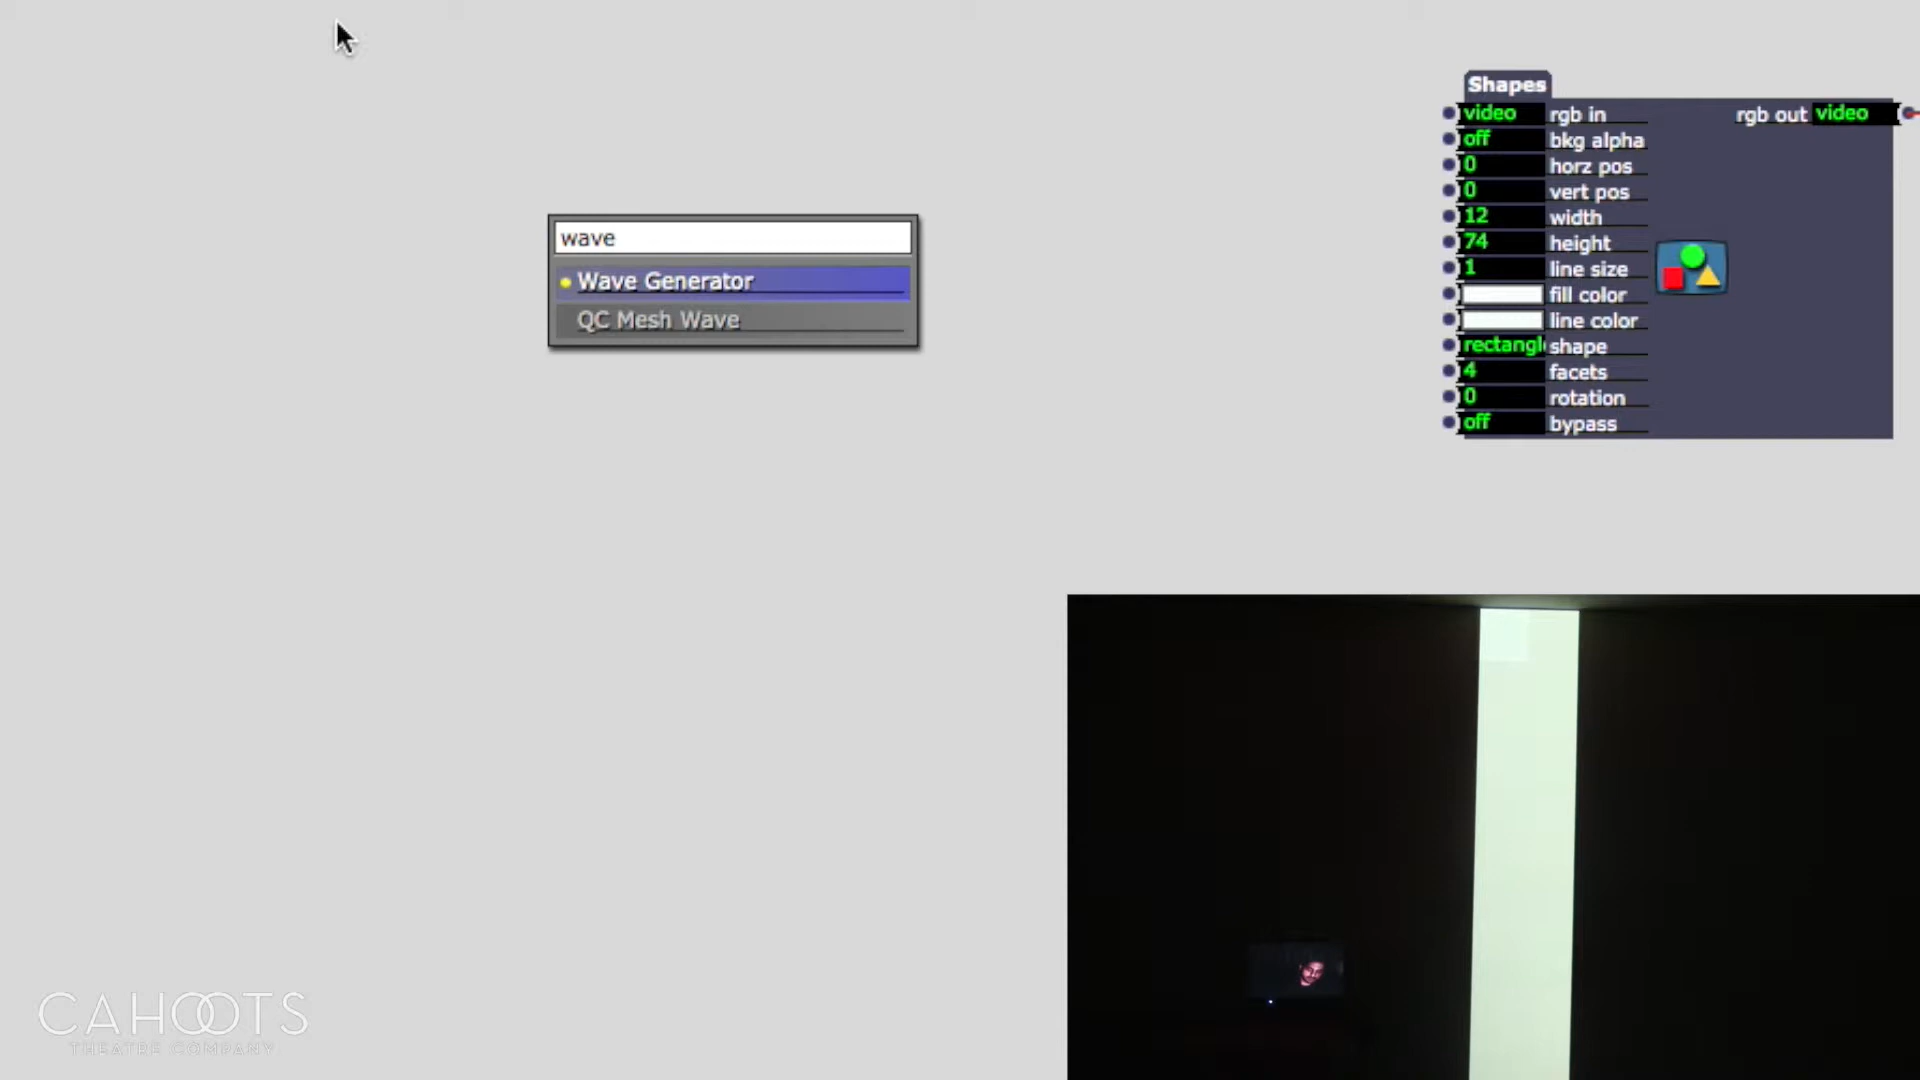 wave
Wave Generator
QC Mesh Wave
Shapes
video rgb in rgb out video
off bkg alpha
0 horz pos
0 vert pos
12 width
74 height
1 line size
fill color
line color
rectangl shape
4 facets
0 rotation
off bypass
CAHOOTS
THEATRE COMPANY